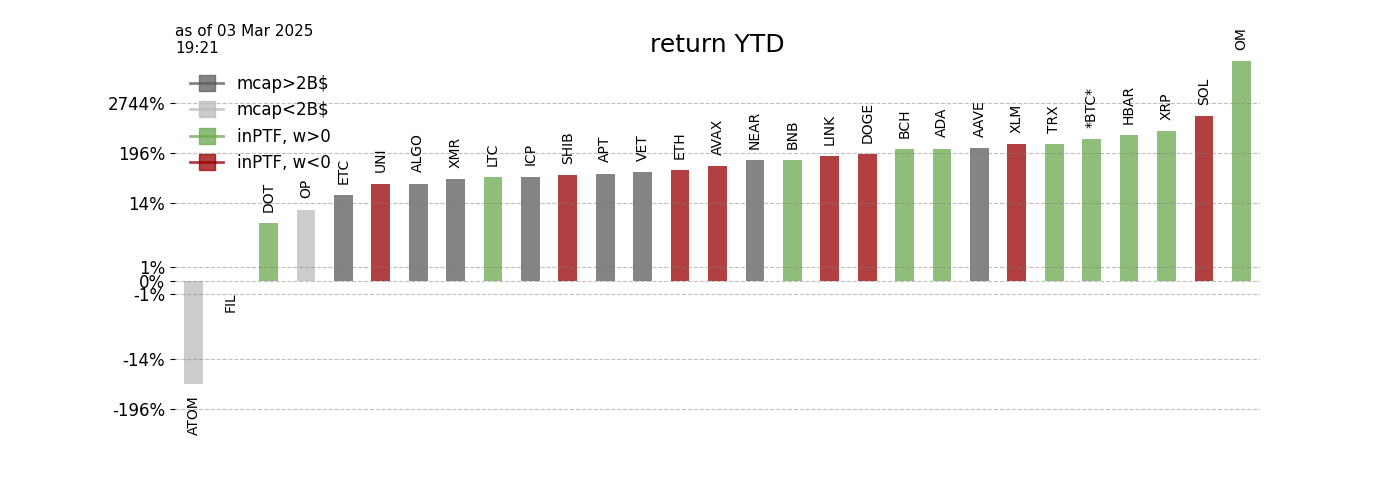 as of 03 Mar 2025
19:21
return YTD
mcap>2B$
mcap<2B$
inPTF, w>0
inPTF, w<0
2744%
196%
14%
1%
0%
-1%
-14%
-196%
ATOM
FIL
DOT
OP
ETC
UNI
ALGO
XMR
LTC
ICP
SHIB
APT
VET
ETH
AVAX
NEAR
BNB
LINK
DOGE
BCH
ADA
AAVE
XLM
TRX
*BTC*
HBAR
XRP
SOL
OM